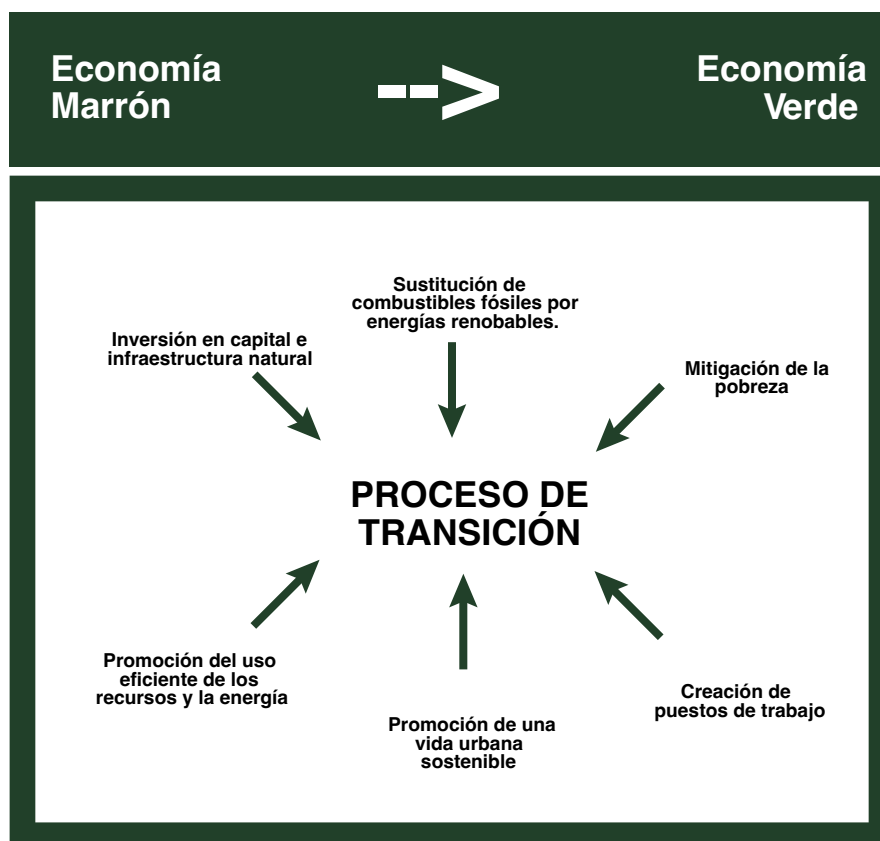 Economía
Marrón
Economía
Verde
Sustitución de
combustibles fósiles por
energías renobables.
Inversión en capital e
infraestructura natural
Mitigación de la
pobreza
PROCESO DE
TRANSICIÓN
Promoción del uso
eficiente de los
recursos y la energía
Promoción de una
vida urbana
sostenible
Creación de
puestos de trabajo